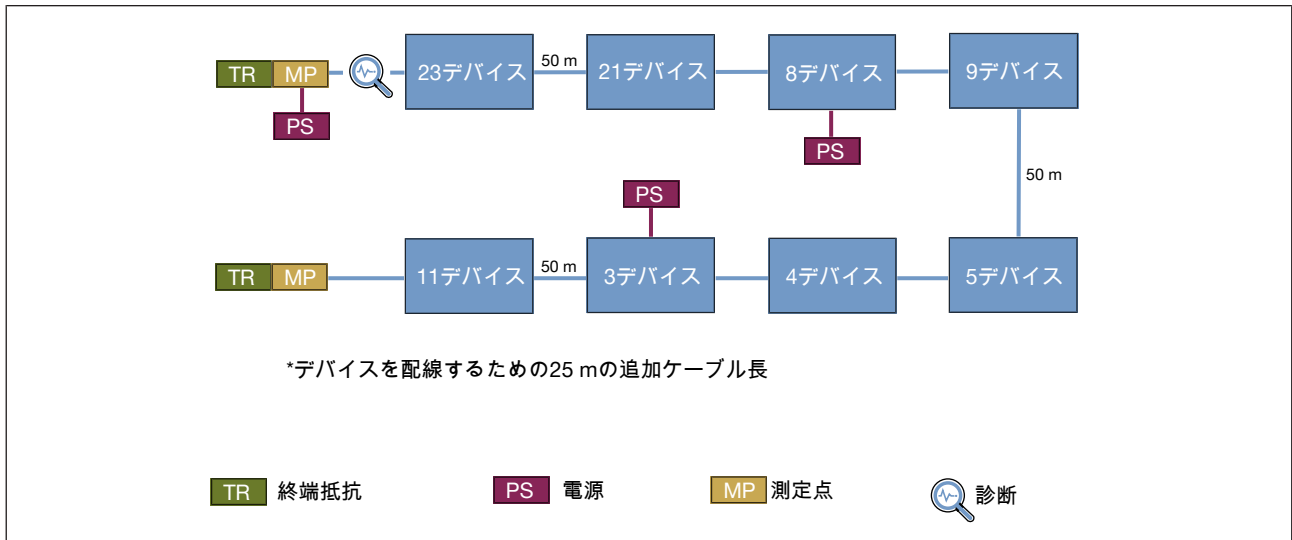 TR MP 23デバイス 50 m 21デバイス 8デバイス 9デバイス
PS PS
50 m
PS
TR MP 11デバイス 50 m 3デバイス 4デバイス 5デバイス
*デバイスを配線するための25 mの追加ケーブル長
TR 終端抵抗 PS 電源 MP 測定点 診断